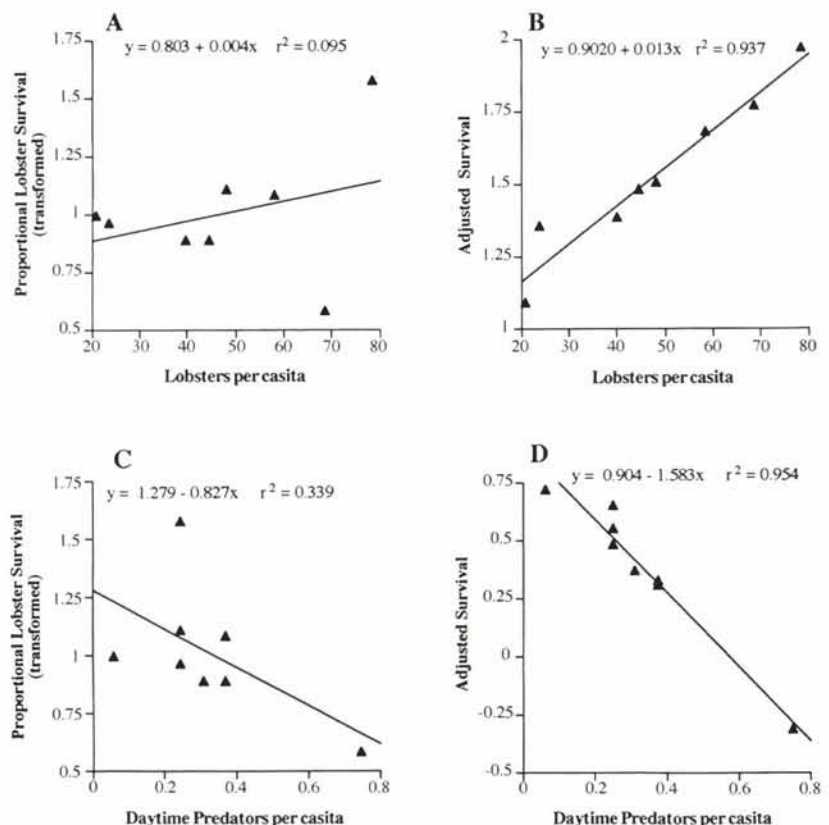 A
y = 0.803 + 0.004x r² = 0.095
1.75
1.5
1.25
1
0.75
0.5
20 30 40 50 60 70 80
Proportional Lobster Survival
(transformed)
Lobsters per casita
B
y = 0.9020 + 0.013x r² = 0.937
2
1.75
1.5
1.25
1
20 30 40 50 60 70 80
Adjusted Survival
Lobsters per casita
C
y = 1.279 - 0.827x r² = 0.339
1.75
1.5
1.25
1
0.75
0.5
0 0.2 0.4 0.6 0.8
Proportional Lobster Survival
(transformed)
Daytime Predators per casita
D
y = 0.904 - 1.583x r² = 0.954
0.75
0.5
0.25
0
-0.25
-0.5
0 0.2 0.4 0.6 0.8
Adjusted Survival
Daytime Predators per casita